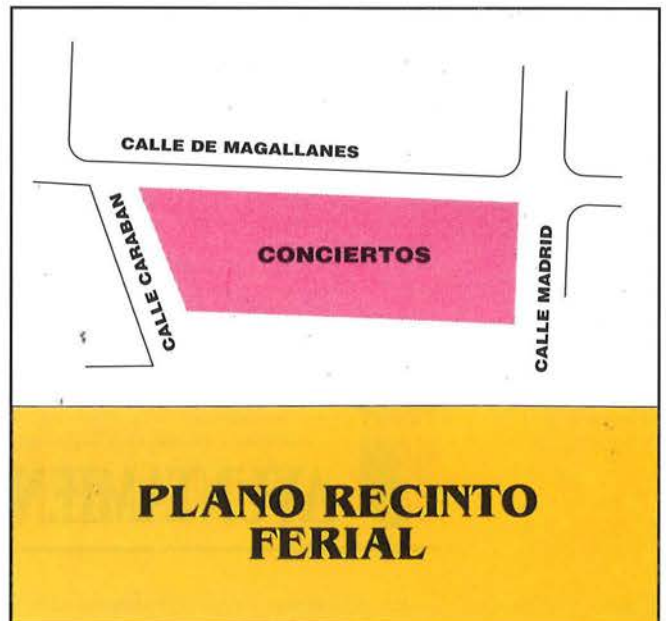 CALLE DE MAGALLANES
CALLE CARABAN
CONCIERTOS
CALLE MADRID
PLANO RECINTO
FERIAL